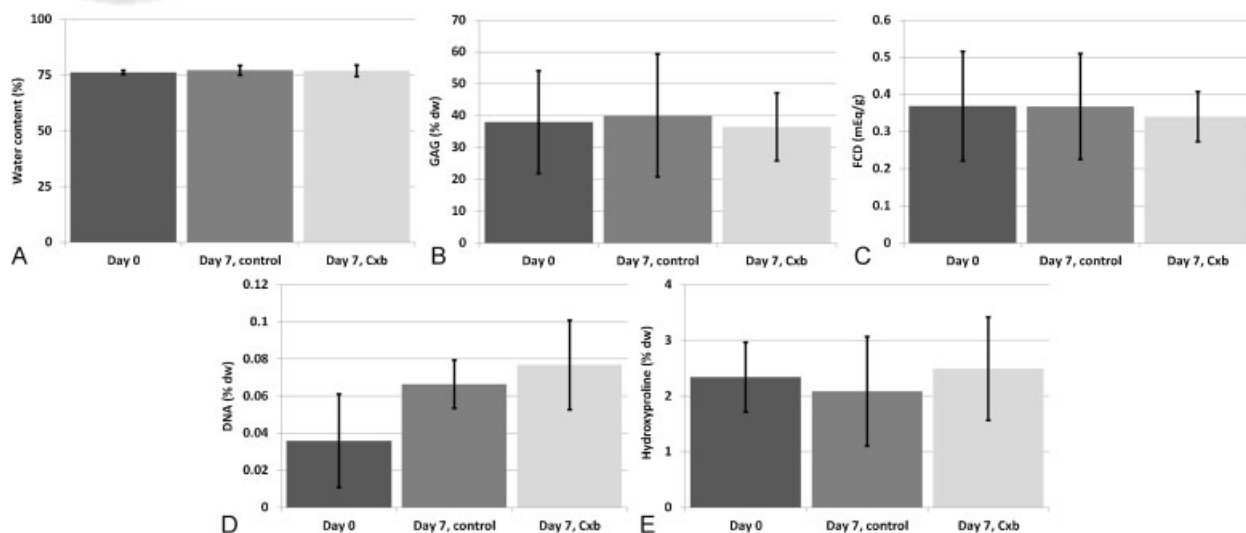 Water content (%)
100
75
50
25
0
Day 0
Day 7, control
Day 7, Cxb
A
GAG (% dw)
70
60
50
40
30
20
10
0
Day 0
Day 7, control
Day 7, Cxb
B
FCD (mEq/g)
0.6
0.5
0.4
0.3
0.2
0.1
0
Day 0
Day 7, control
Day 7, Cxb
C
DNA (% dw)
0.12
0.1
0.08
0.06
0.04
0.02
0
Day 0
Day 7, control
Day 7, Cxb
D
Hydroxyproline (% dw)
4
3
2
1
0
Day 0
Day 7, control
Day 7, Cxb
E